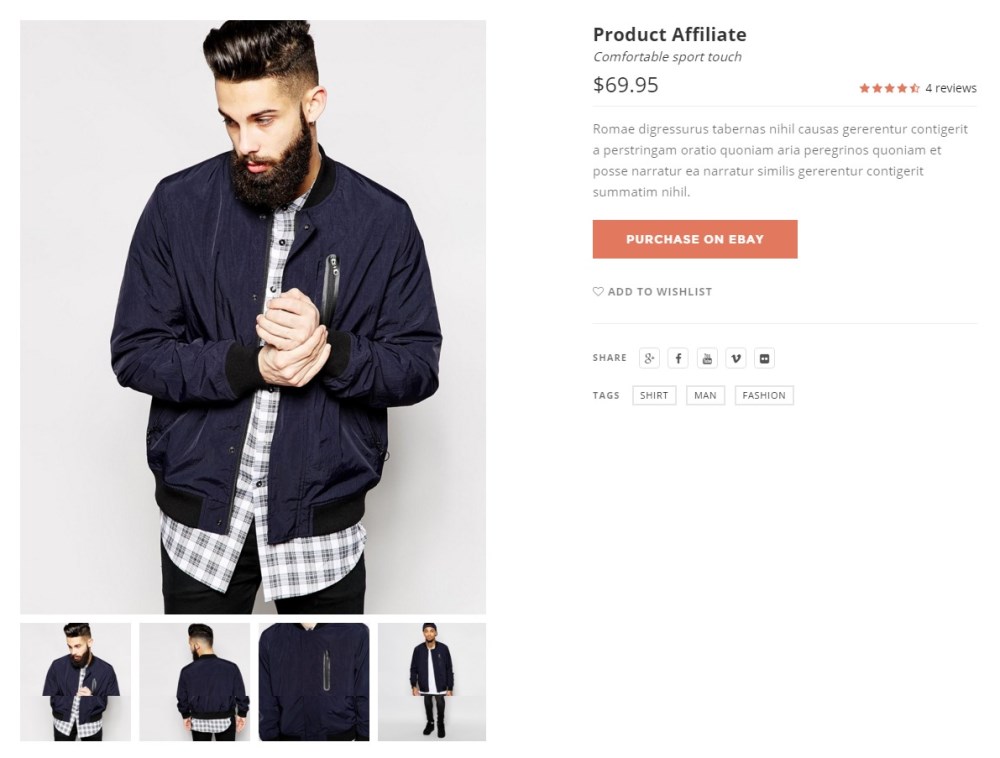 Product Affiliate
Comfortable sport touch
$69.95
4 reviews
Romae digressurus tabernas nihil causas gererentur contigerit
a perstringam oratio quoniam aria peregrinos quoniam et
posse narratur ea narratur similis gererentur contigerit
summatim nihil.
PURCHASE ON EBAY
ADD TO WISHLIST
SHARE
TAGS SHIRT MAN FASHION